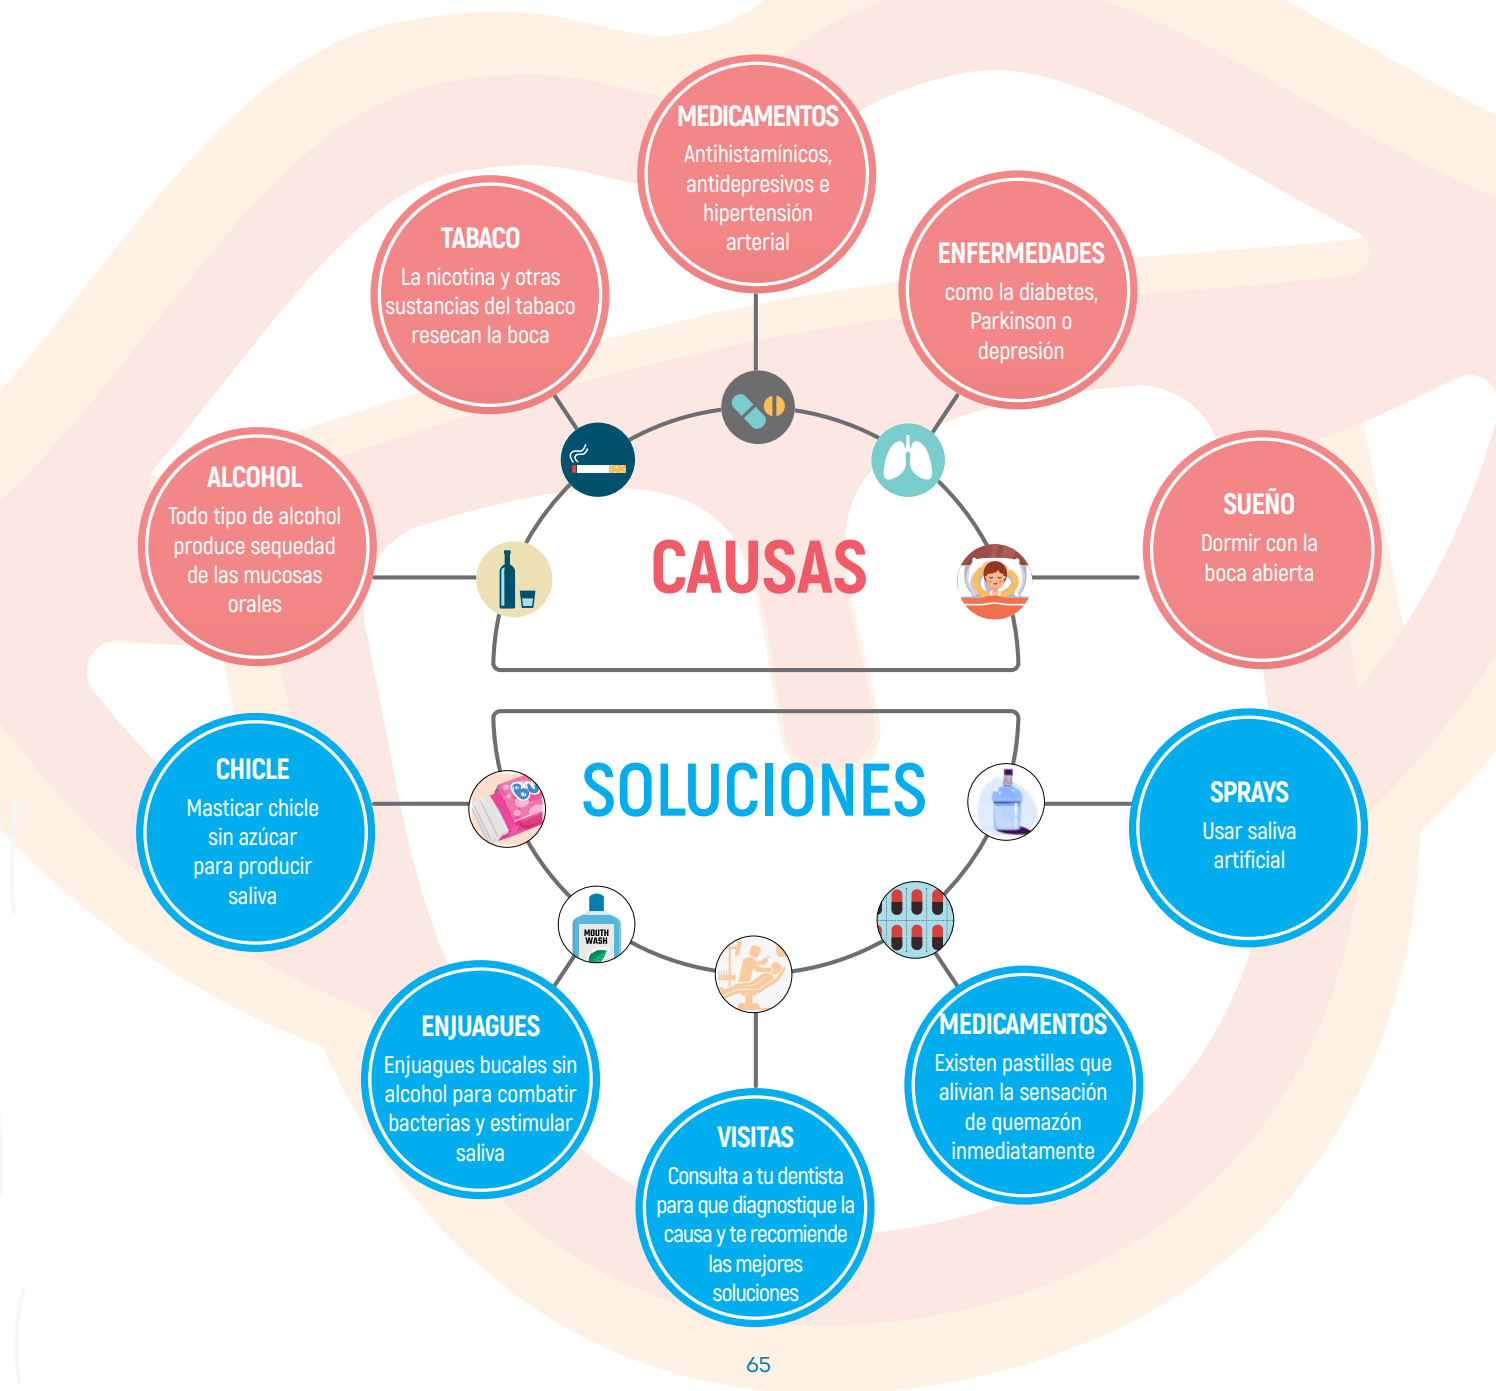 MEDICAMENTOS
Antihistamínicos,
antidepresivos e
hipertensión
arterial
TABACO
La nicotina y otras
sustancias del tabaco
resecan la boca
ENFERMEDADES
como la diabetes,
Parkinson o
depresión
ALCOHOL
Todo tipo de alcohol
produce sequedad
de las mucosas
orales
SUEÑO
Dormir con la
boca abierta
CAUSAS
SOLUCIONES
CHICLE
Masticar chicle
sin azúcar
para producir
saliva
SPRAYS
Usar saliva
artificial
MOUTH
WASH
ENJUAGUES
Enjuagues bucales sin
alcohol para combatir
bacterias y estimular
saliva
MEDICAMENTOS
Existen pastillas que
alivian la sensación
de quemazón
inmediatamente
VISITAS
Consulta a tu dentista
para que diagnostique la
causa y te recomiende
las mejores
soluciones
65